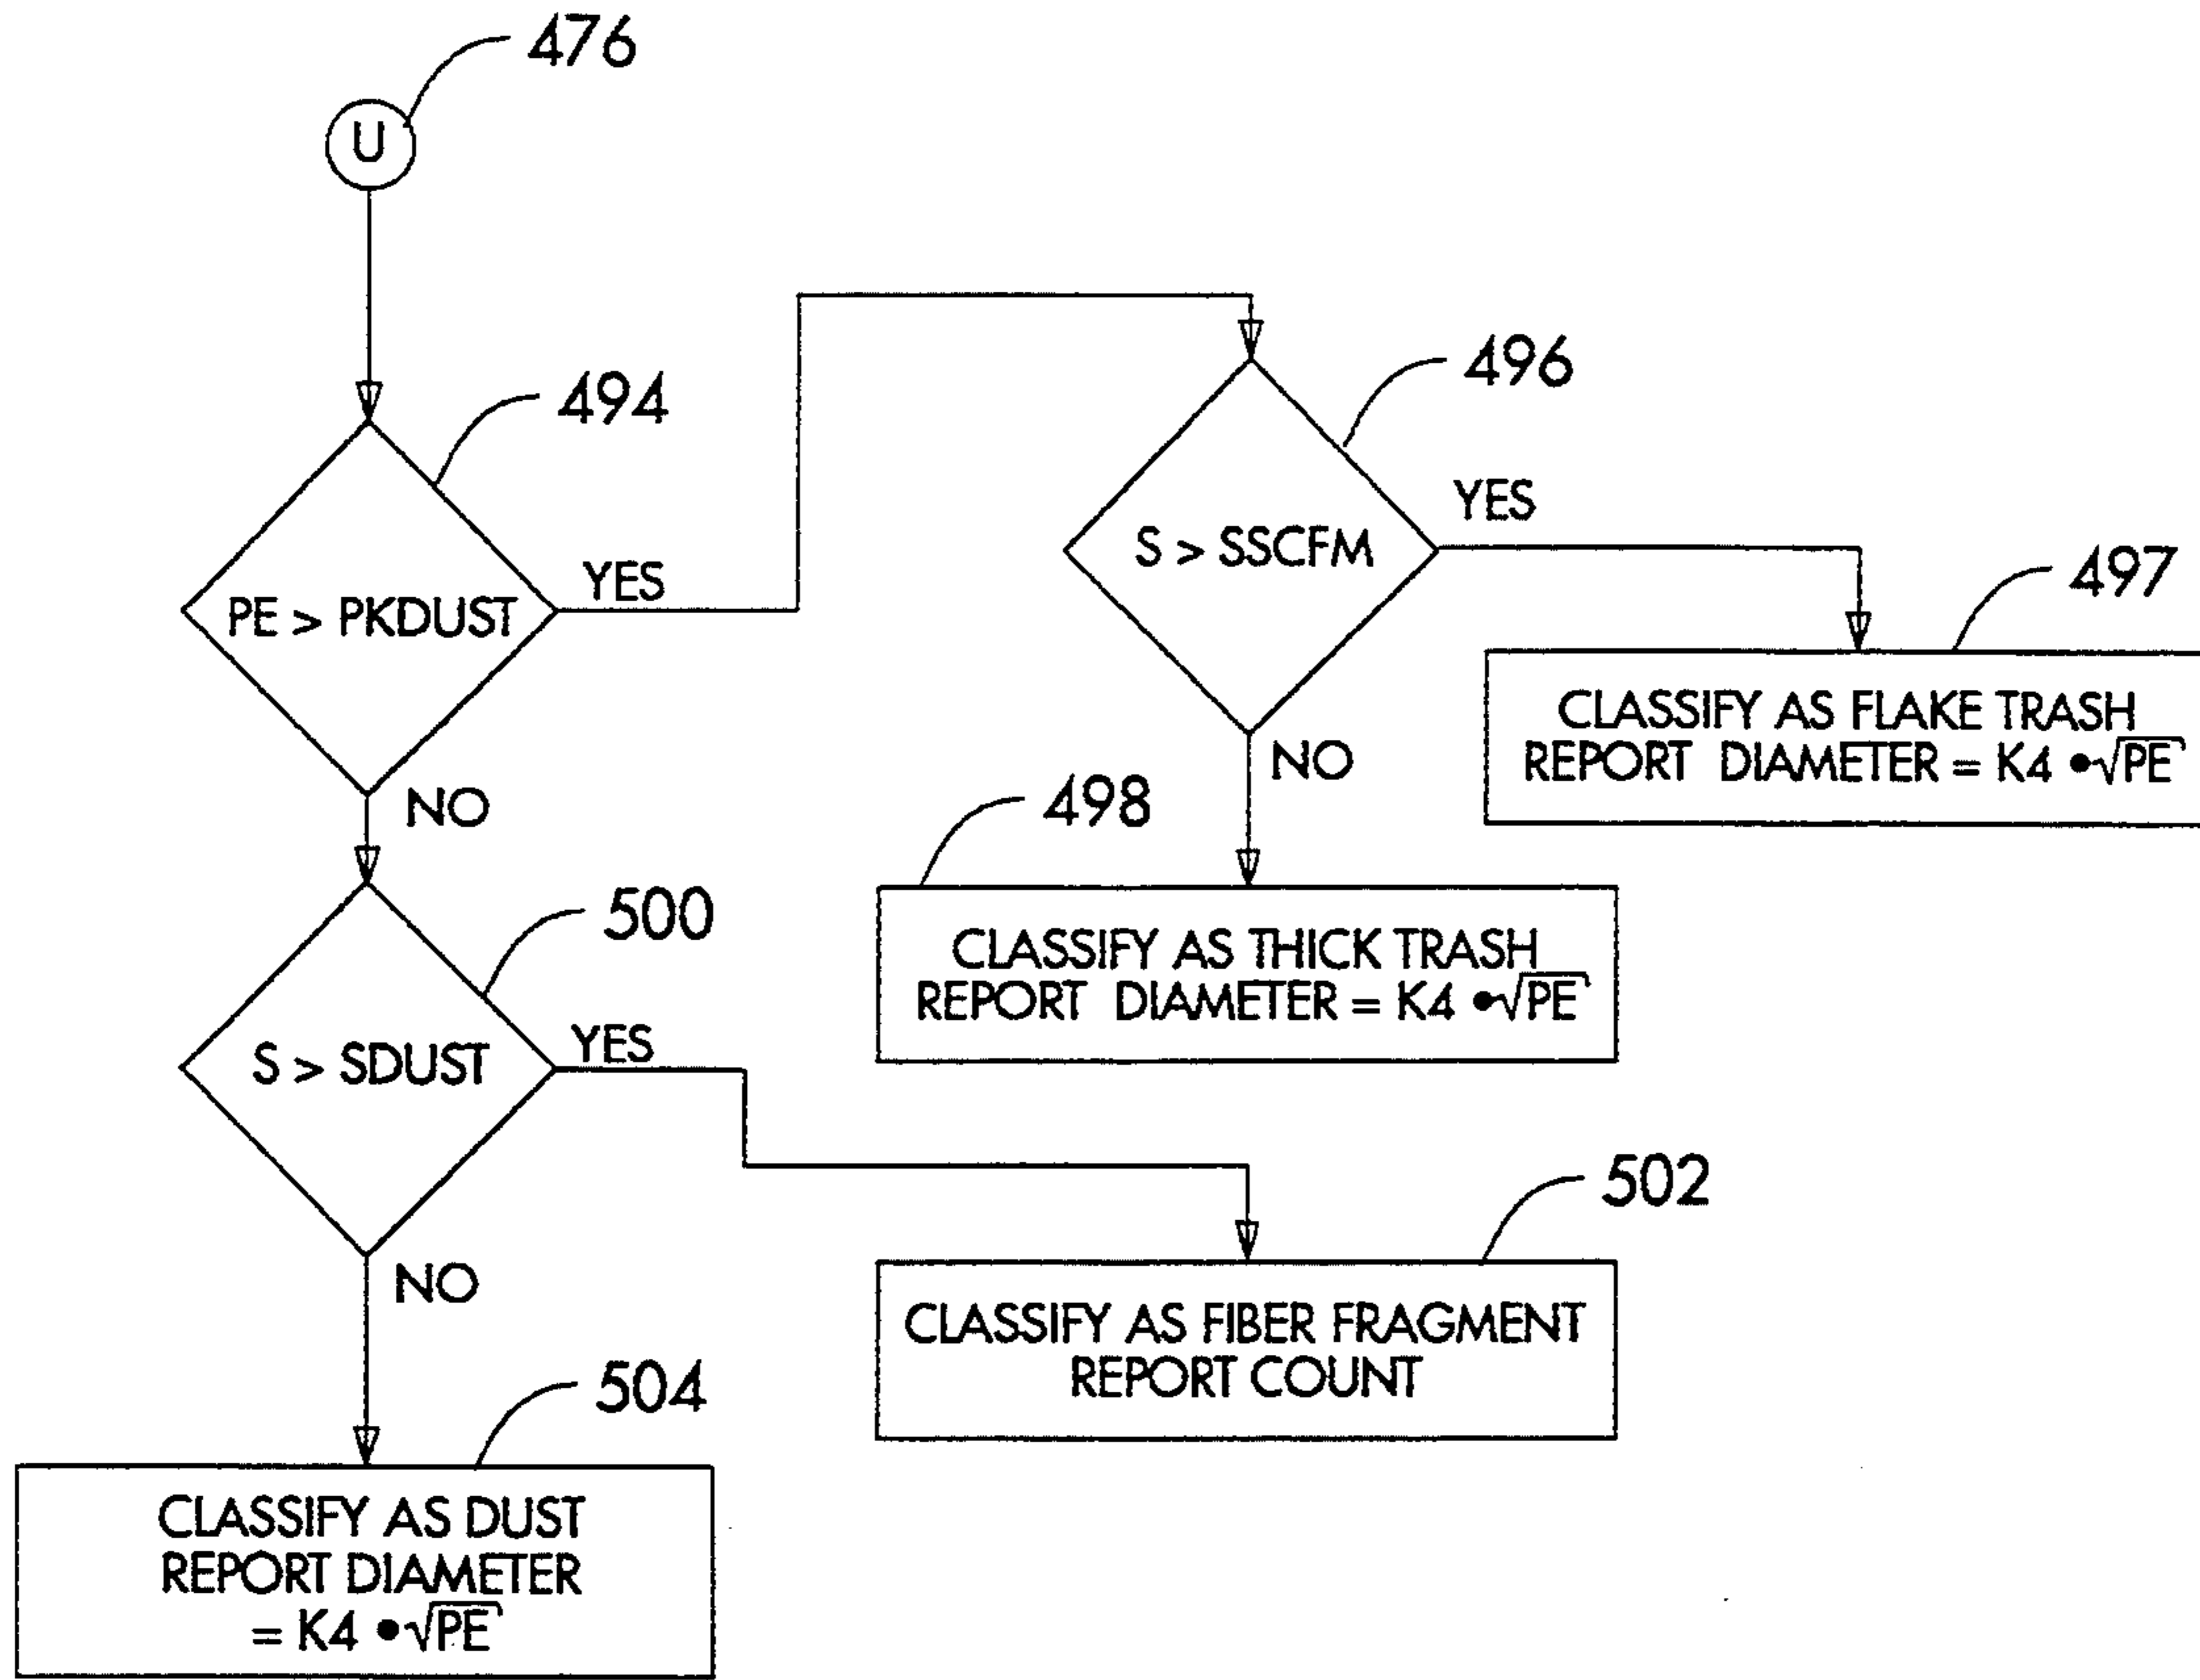 476
U
494
PE > PKDUST
YES
NO
496
S > SSCFM
YES
NO
497
CLASSIFY AS FLAKE TRASH
REPORT DIAMETER = K4 •√PE
498
CLASSIFY AS THICK TRASH
REPORT DIAMETER = K4 •√PE
500
S > SDUST
YES
NO
502
CLASSIFY AS FIBER FRAGMENT
REPORT COUNT
504
CLASSIFY AS DUST
REPORT DIAMETER
= K4 •√PE